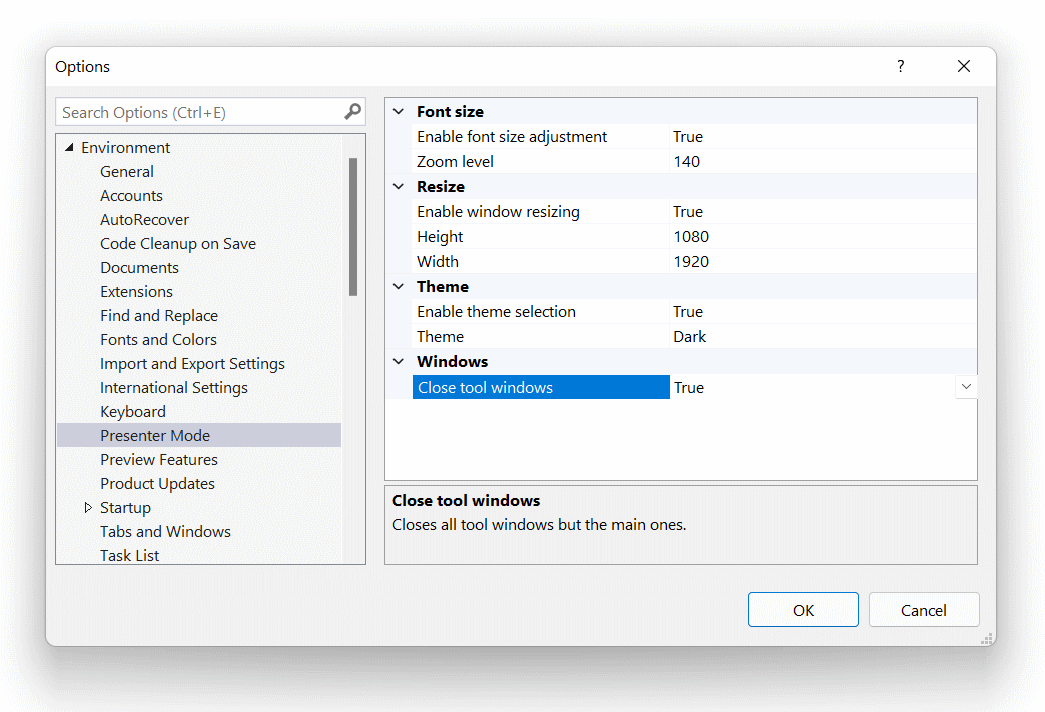 Options
?
Search Options (Ctrl+E)
Environment
General
Accounts
AutoRecover
Code Cleanup on Save
Documents
Extensions
Find and Replace
Fonts and Colors
Import and Export Settings
International Settings
Keyboard
Presenter Mode
Preview Features
Product Updates
Startup
Tabs and Windows
Task List
Font size
Enable font size adjustment True
Zoom level 140
Resize
Enable window resizing True
Height 1080
Width 1920
Theme
Enable theme selection True
Theme Dark
Windows
Close tool windows True
Close tool windows
Closes all tool windows but the main ones.
OK Cancel